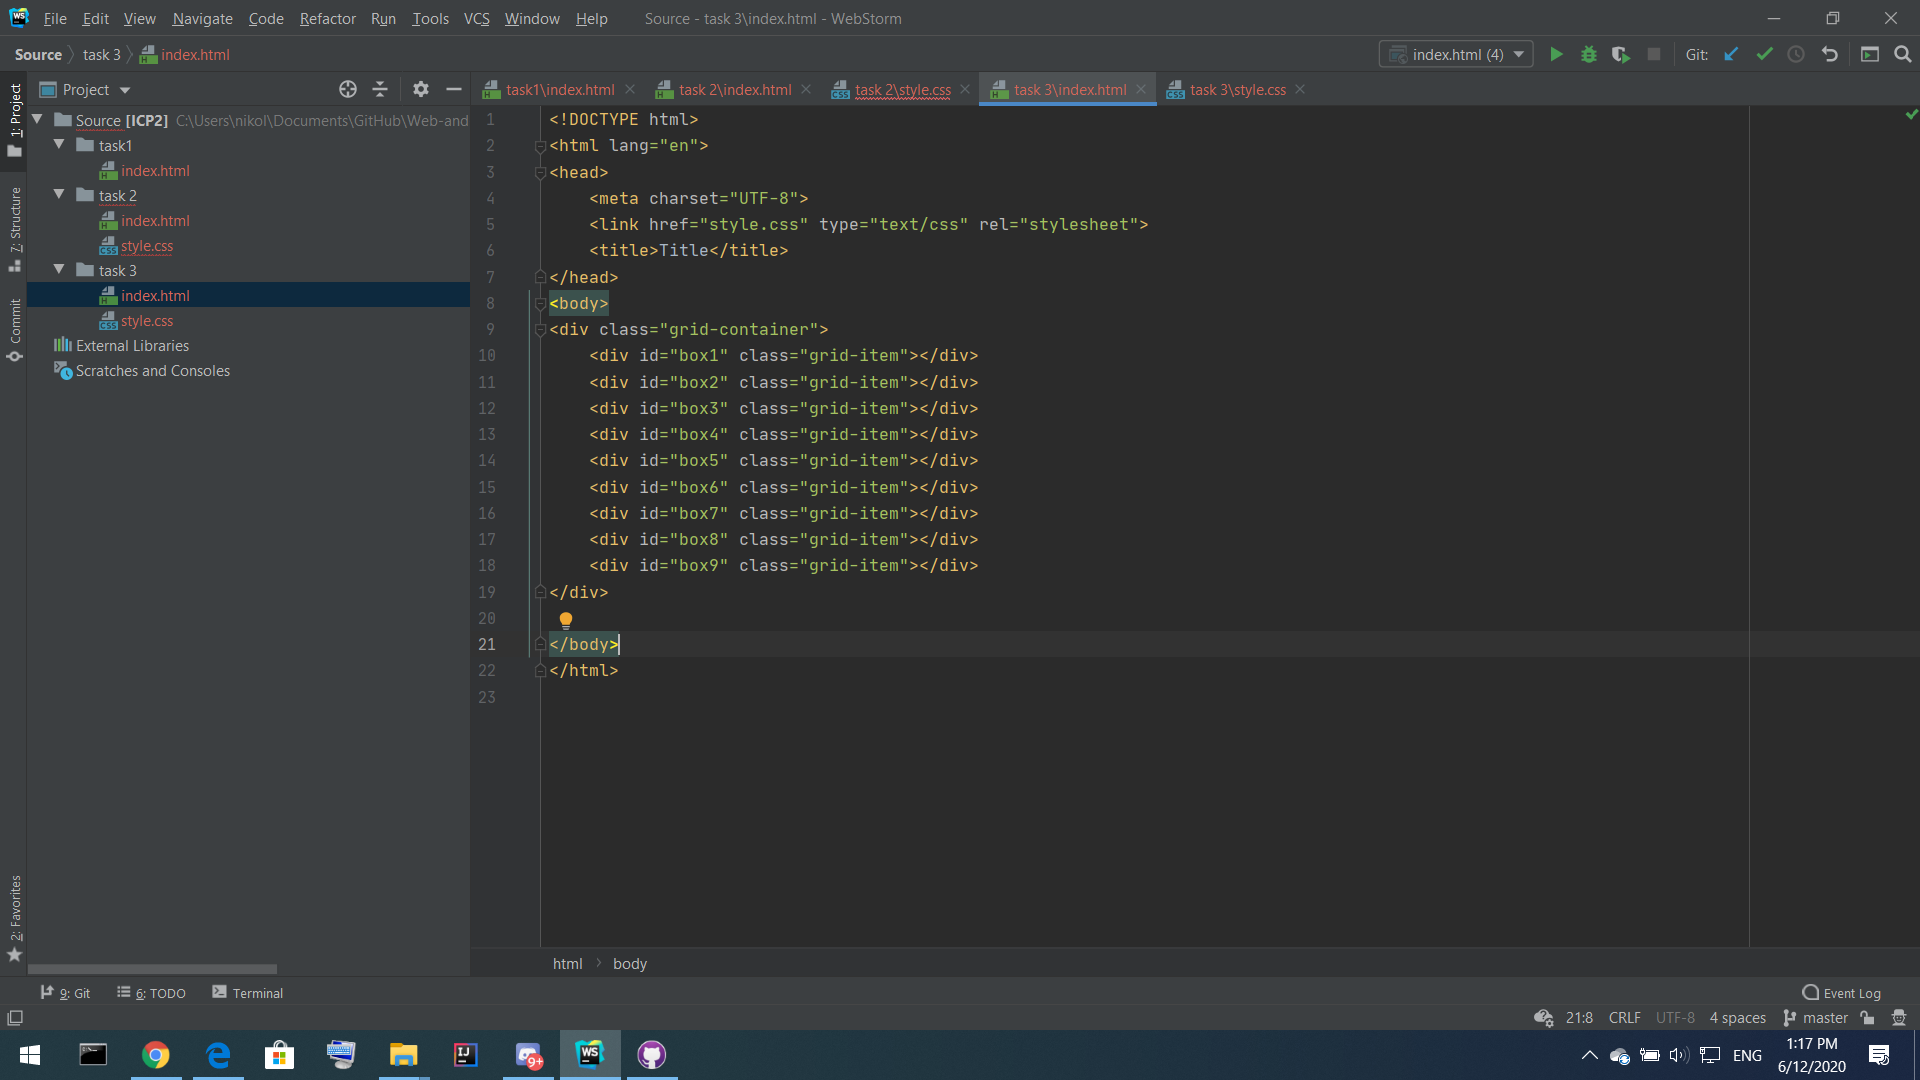 WS File Edit View Navigate Code Refactor Run Tools VCS Window Help Source - task 3\index.html - WebStorm
Source task 3 index.html index.html (4) Git:
Project task1\index.html task 2\index.html task 2\style.css task 3\index.html task 3\style.css
1: Project
7: Structure
Commit
2: Favorites
Source [ICP2] C:\Users\nikol\Documents\GitHub\Web-and
task1
index.html
task 2
index.html
style.css
task 3
index.html
style.css
External Libraries
Scratches and Consoles
1 <!DOCTYPE html>
2 <html lang="en">
3 <head>
4 <meta charset="UTF-8">
5 <link href="style.css" type="text/css" rel="stylesheet">
6 <title>Title</title>
7 </head>
8 <body>
9 <div class="grid-container">
10 <div id="box1" class="grid-item"></div>
11 <div id="box2" class="grid-item"></div>
12 <div id="box3" class="grid-item"></div>
13 <div id="box4" class="grid-item"></div>
14 <div id="box5" class="grid-item"></div>
15 <div id="box6" class="grid-item"></div>
16 <div id="box7" class="grid-item"></div>
17 <div id="box8" class="grid-item"></div>
18 <div id="box9" class="grid-item"></div>
19 </div>
20
21 </body>
22 </html>
23
html body
9: Git 6: TODO Terminal Event Log
21:8 CRLF UTF-8 4 spaces master
IJ 9+ WS ENG 1:17 PM
6/12/2020